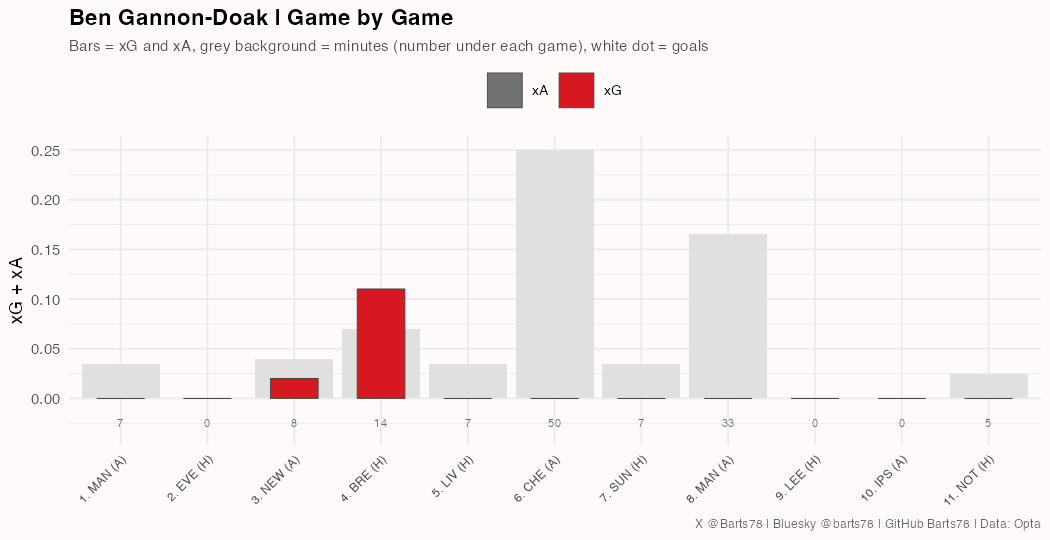 Ben Gannon-Doak | Game by Game
Bars = xG and xA, grey background = minutes (number under each game), white dot = goals
xA xG
xG + xA
0.25
0.20
0.15
0.10
0.05
0.00
7 0 8 14 7 50 7 33 0 0 5
1. MAN (A) 2. EVE (H) 3. NEW (A) 4. BRE (H) 5. LIV (H) 6. CHE (A) 7. SUN (H) 8. MAN (A) 9. LEE (H) 10. IPS (A) 11. NOT (H)
X @Barts78 | Bluesky @barts78 | GitHub Barts78 | Data: Opta